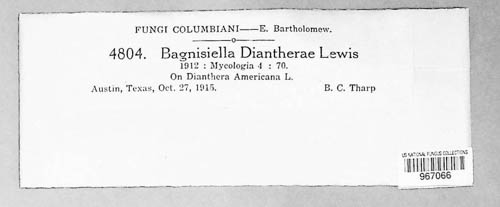 FUNGI COLUMBIANI——E. Bartholomew.
4804. Bagnisiella Diantherae Lewis
1912 : Mycologia 4 : 70.
On Dianthera Americana L.
Austin, Texas, Oct. 27, 1915. B. C. Tharp
US NATIONAL FUNGUS COLLECTIONS
967066